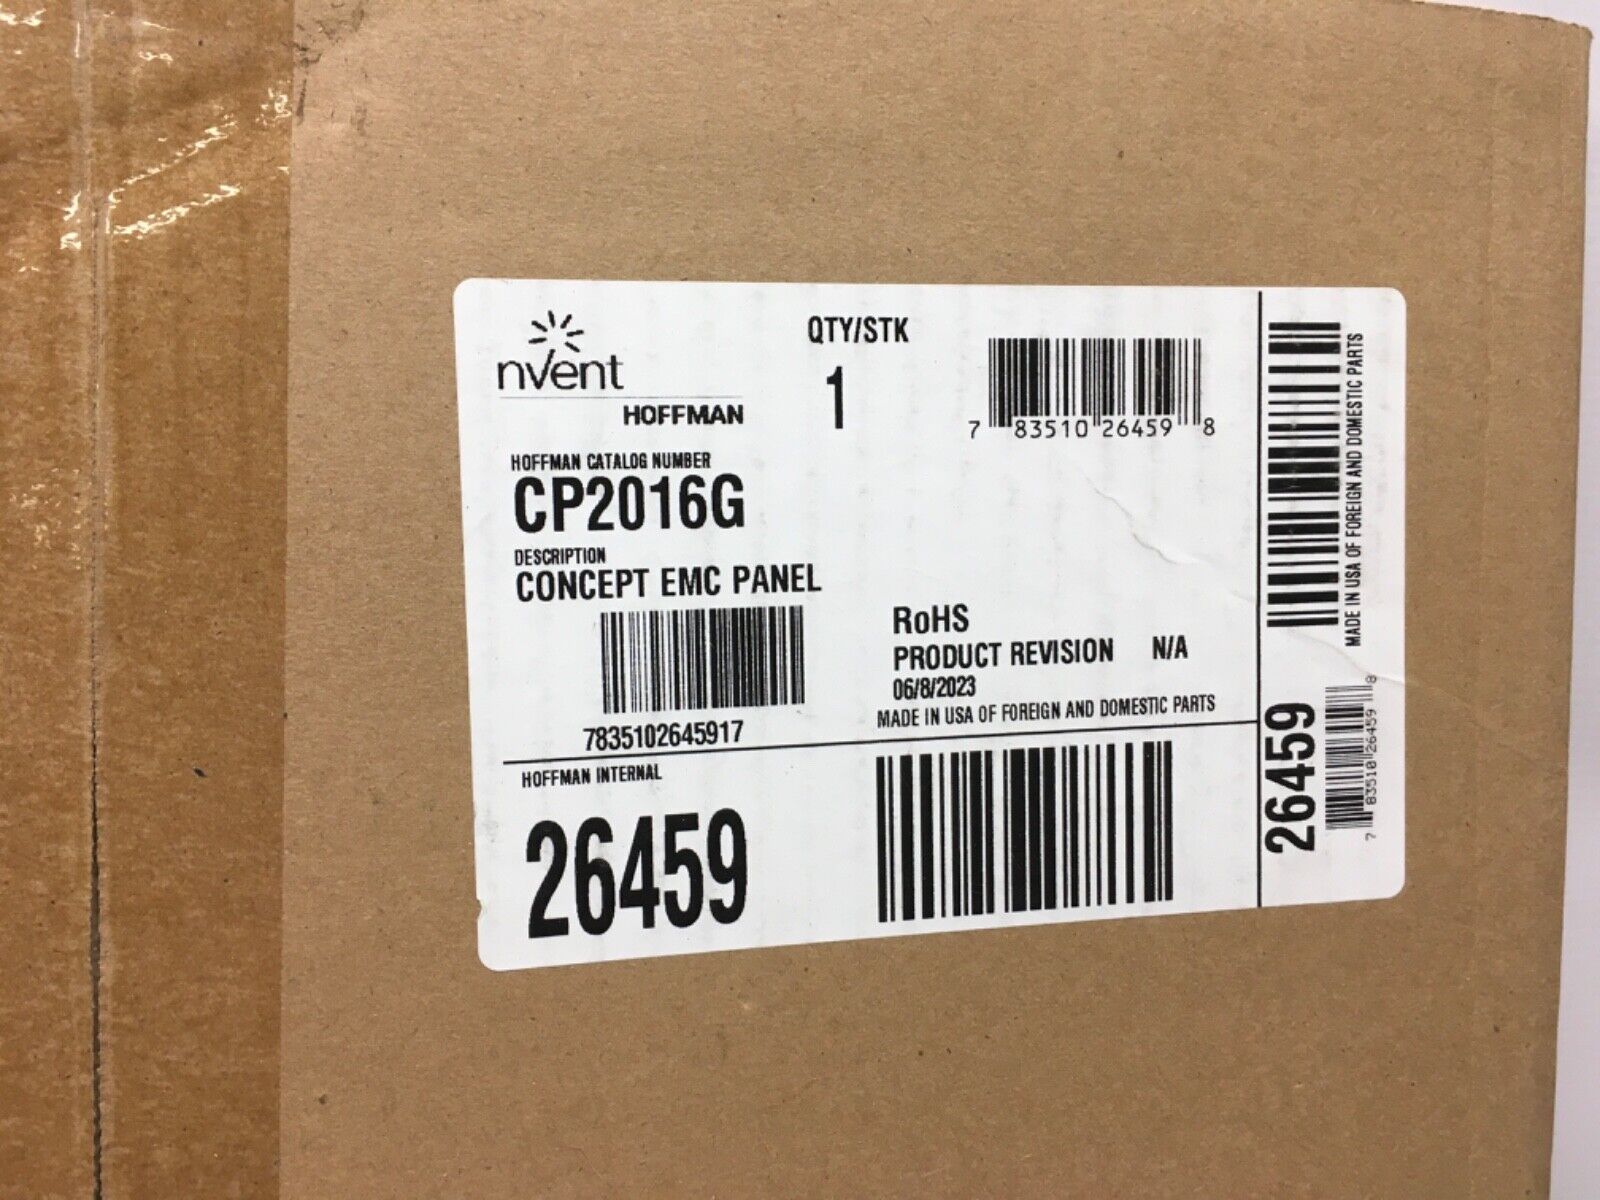 nvent
HOFFMAN
QTY/STK
1
7 83510 26459 8
HOFFMAN CATALOG NUMBER
CP2016G
DESCRIPTION
CONCEPT EMC PANEL
7835102645917
RoHS
PRODUCT REVISION N/A
06/8/2023
MADE IN USA OF FOREIGN AND DOMESTIC PARTS
HOFFMAN INTERNAL
26459
MADE IN USA OF FOREIGN AND DOMESTIC PARTS
26459
7 83510 26459 8